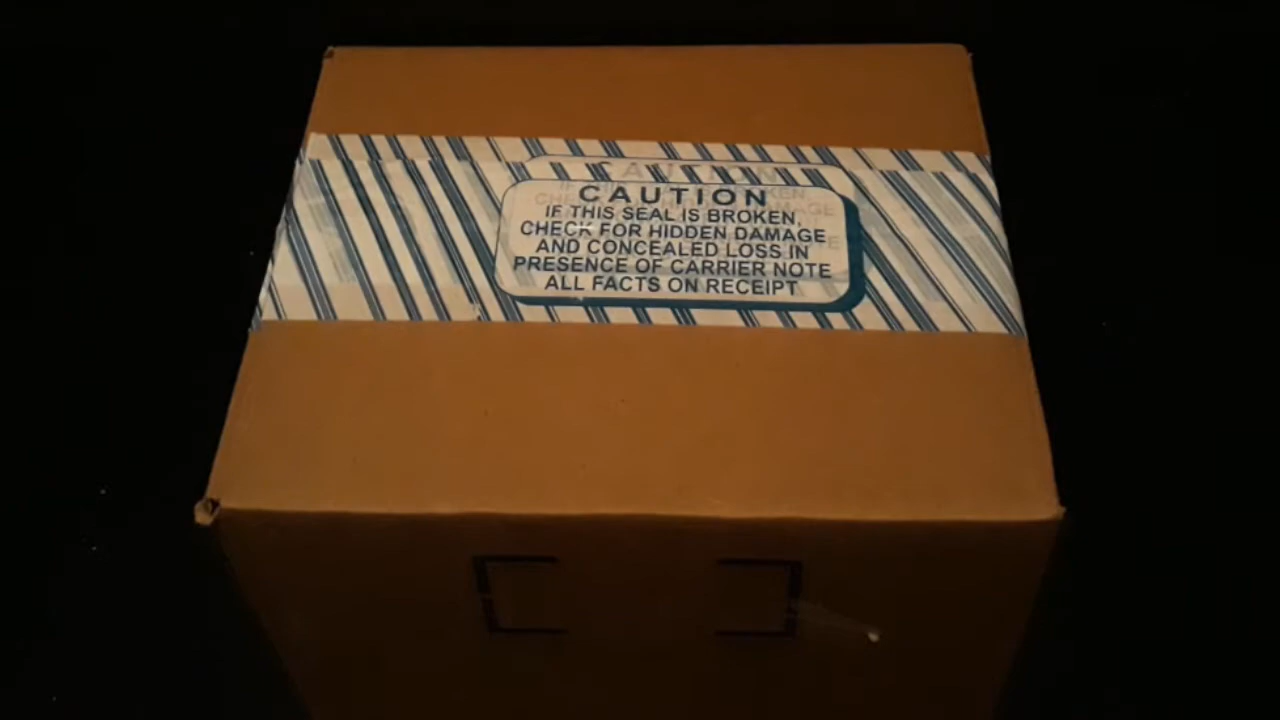 CAUTION
IF THIS SEAL IS BROKEN,
CHECK FOR HIDDEN DAMAGE
AND CONCEALED LOSS IN
PRESENCE OF CARRIER NOTE
ALL FACTS ON RECEIPT